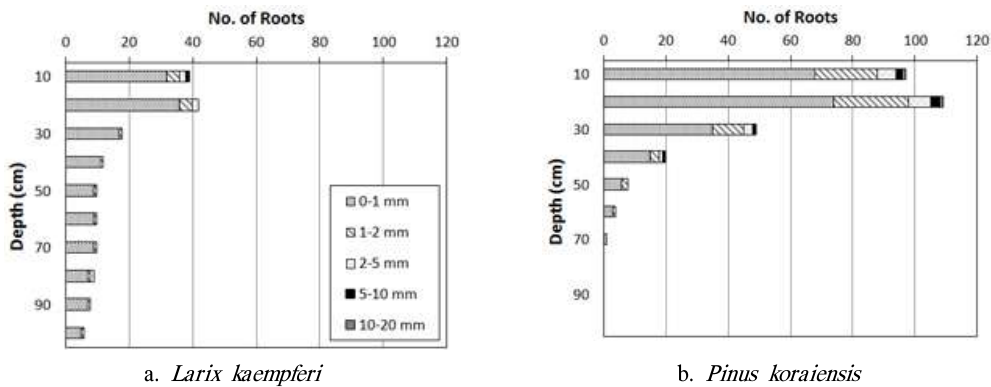 No. of Roots
0 20 40 60 80 100 120
10
30
50
70
90
Depth (cm)
0-1 mm
1-2 mm
2-5 mm
5-10 mm
10-20 mm
a. Larix kaempferi
No. of Roots
0 20 40 60 80 100 120
10
30
50
70
90
Depth (cm)
b. Pinus koraiensis